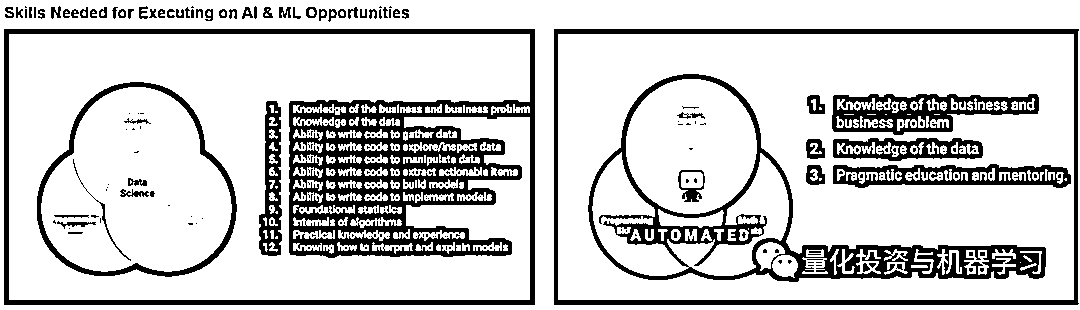 Skills Needed for Executing on AI & ML Opportunities
Data
Science
1. Knowledge of the business and business problem
2. Knowledge of the data
3. Ability to write code to gather data
4. Ability to write code to explore/inspect data
5. Ability to write code to manipulate data
6. Ability to write code to extract actionable items
7. Ability to write code to build models
8. Ability to write code to implement models
9. Foundational statistics
10. Internals of algorithms
11. Practical knowledge and experience
12. Knowing how to interpret and explain models
AUTOMATED
1. Knowledge of the business and
business problem
2. Knowledge of the data
3. Pragmatic education and mentoring.
量化投资与机器学习